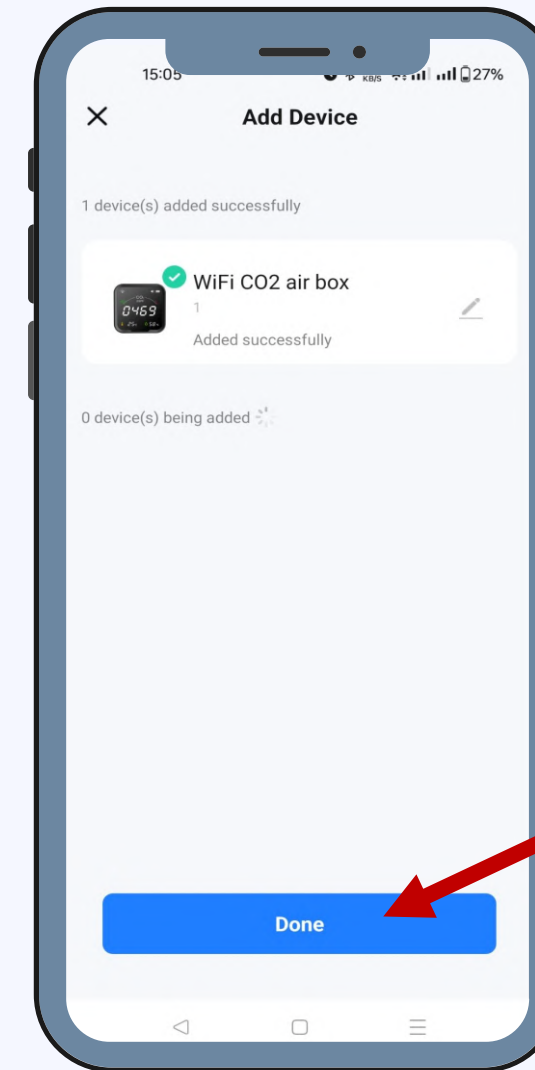 15:05
KB/S
27%
Add Device
1 device(s) added successfully
WiFi CO2 air box
0469
1
Added successfully
0 device(s) being added
Done